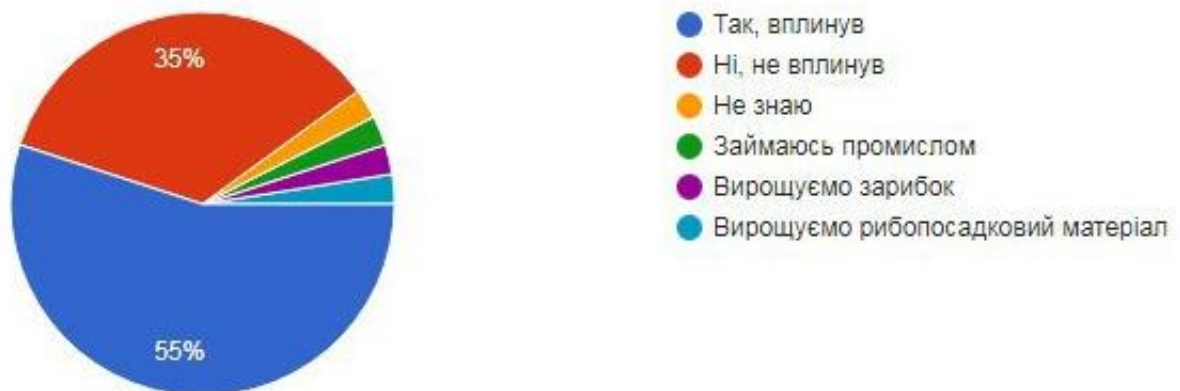 35%
55%
Так, вплинув
Ні, не вплинув
Не знаю
Займаюсь промислом
Вирощуємо зарибок
Вирощуємо рибопосадковий матеріал